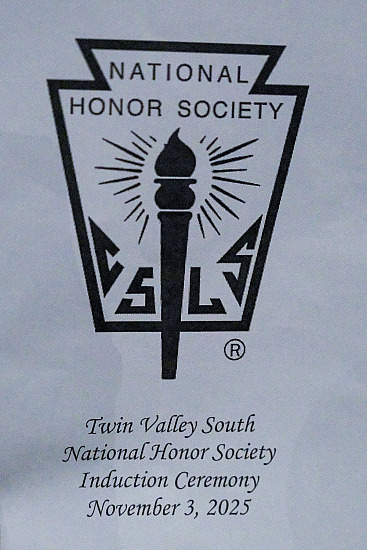 NATIONAL
HONOR SOCIETY
C S L S
®
Twin Valley South
National Honor Society
Induction Ceremony
November 3, 2025